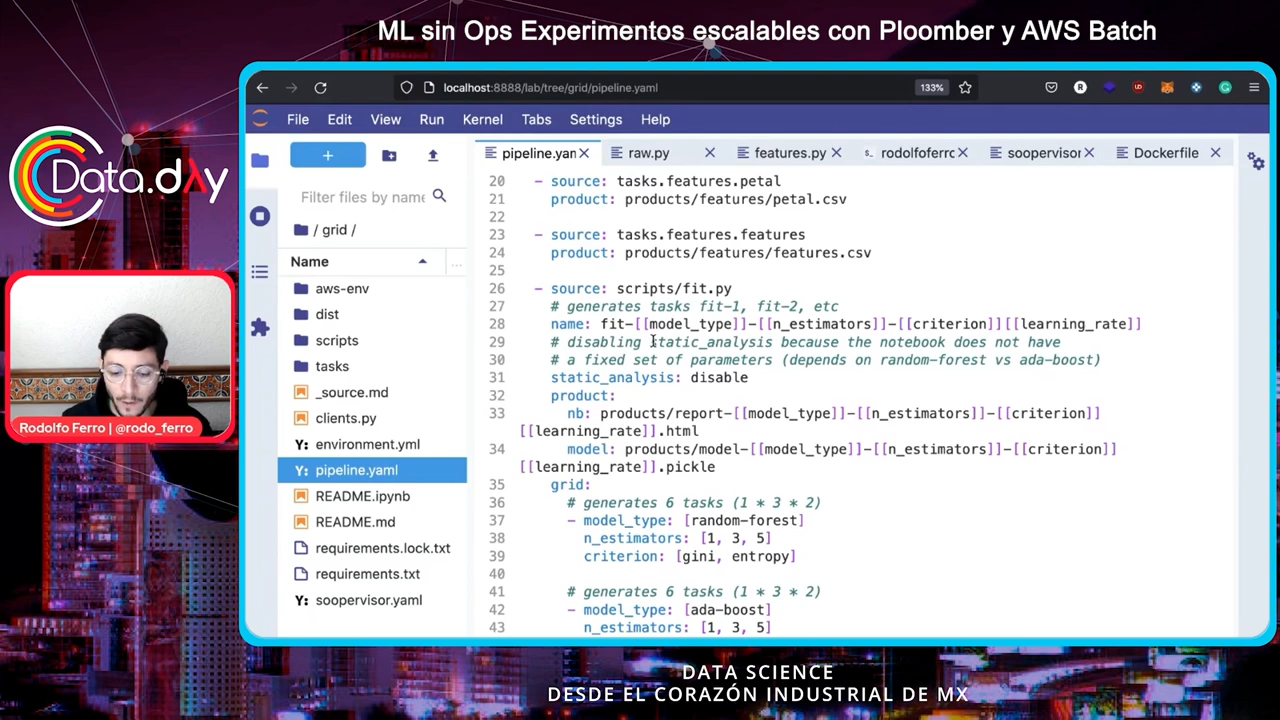 ML sin Ops Experimentos escalables con Ploomber y AWS Batch
Data.day
localhost:8888/lab/tree/grid/pipeline.yaml
133%
File Edit View Run Kernel Tabs Settings Help
pipeline.yan
raw.py
features.py
rodolfoferrc
soopervisor
Dockerfile
Filter files by name
/ grid /
Name
aws-env
dist
scripts
tasks
_source.md
clients.py
environment.yml
pipeline.yaml
README.ipynb
README.md
requirements.lock.txt
requirements.txt
soopervisor.yaml
20 - source: tasks.features.petal
21 product: products/features/petal.csv
22
23 - source: tasks.features.features
24 product: products/features/features.csv
25
26 - source: scripts/fit.py
27 # generates tasks fit-1, fit-2, etc
28 name: fit-[[model_type]]-[[n_estimators]]-[[criterion]][[learning_rate]]
29 # disabling static_analysis because the notebook does not have
30 # a fixed set of parameters (depends on random-forest vs ada-boost)
31 static_analysis: disable
32 product:
33 nb: products/report-[[model_type]]-[[n_estimators]]-[[criterion]]
[[learning_rate]].html
34 model: products/model-[[model_type]]-[[n_estimators]]-[[criterion]]
[[learning_rate]].pickle
35 grid:
36 # generates 6 tasks (1 * 3 * 2)
37 - model_type: [random-forest]
38 n_estimators: [1, 3, 5]
39 criterion: [gini, entropy]
40
41 # generates 6 tasks (1 * 3 * 2)
42 - model_type: [ada-boost]
43 n_estimators: [1, 3, 5]
Rodolfo Ferro | @rodo_ferro
DATA SCIENCE
DESDE EL CORAZÓN INDUSTRIAL DE MX